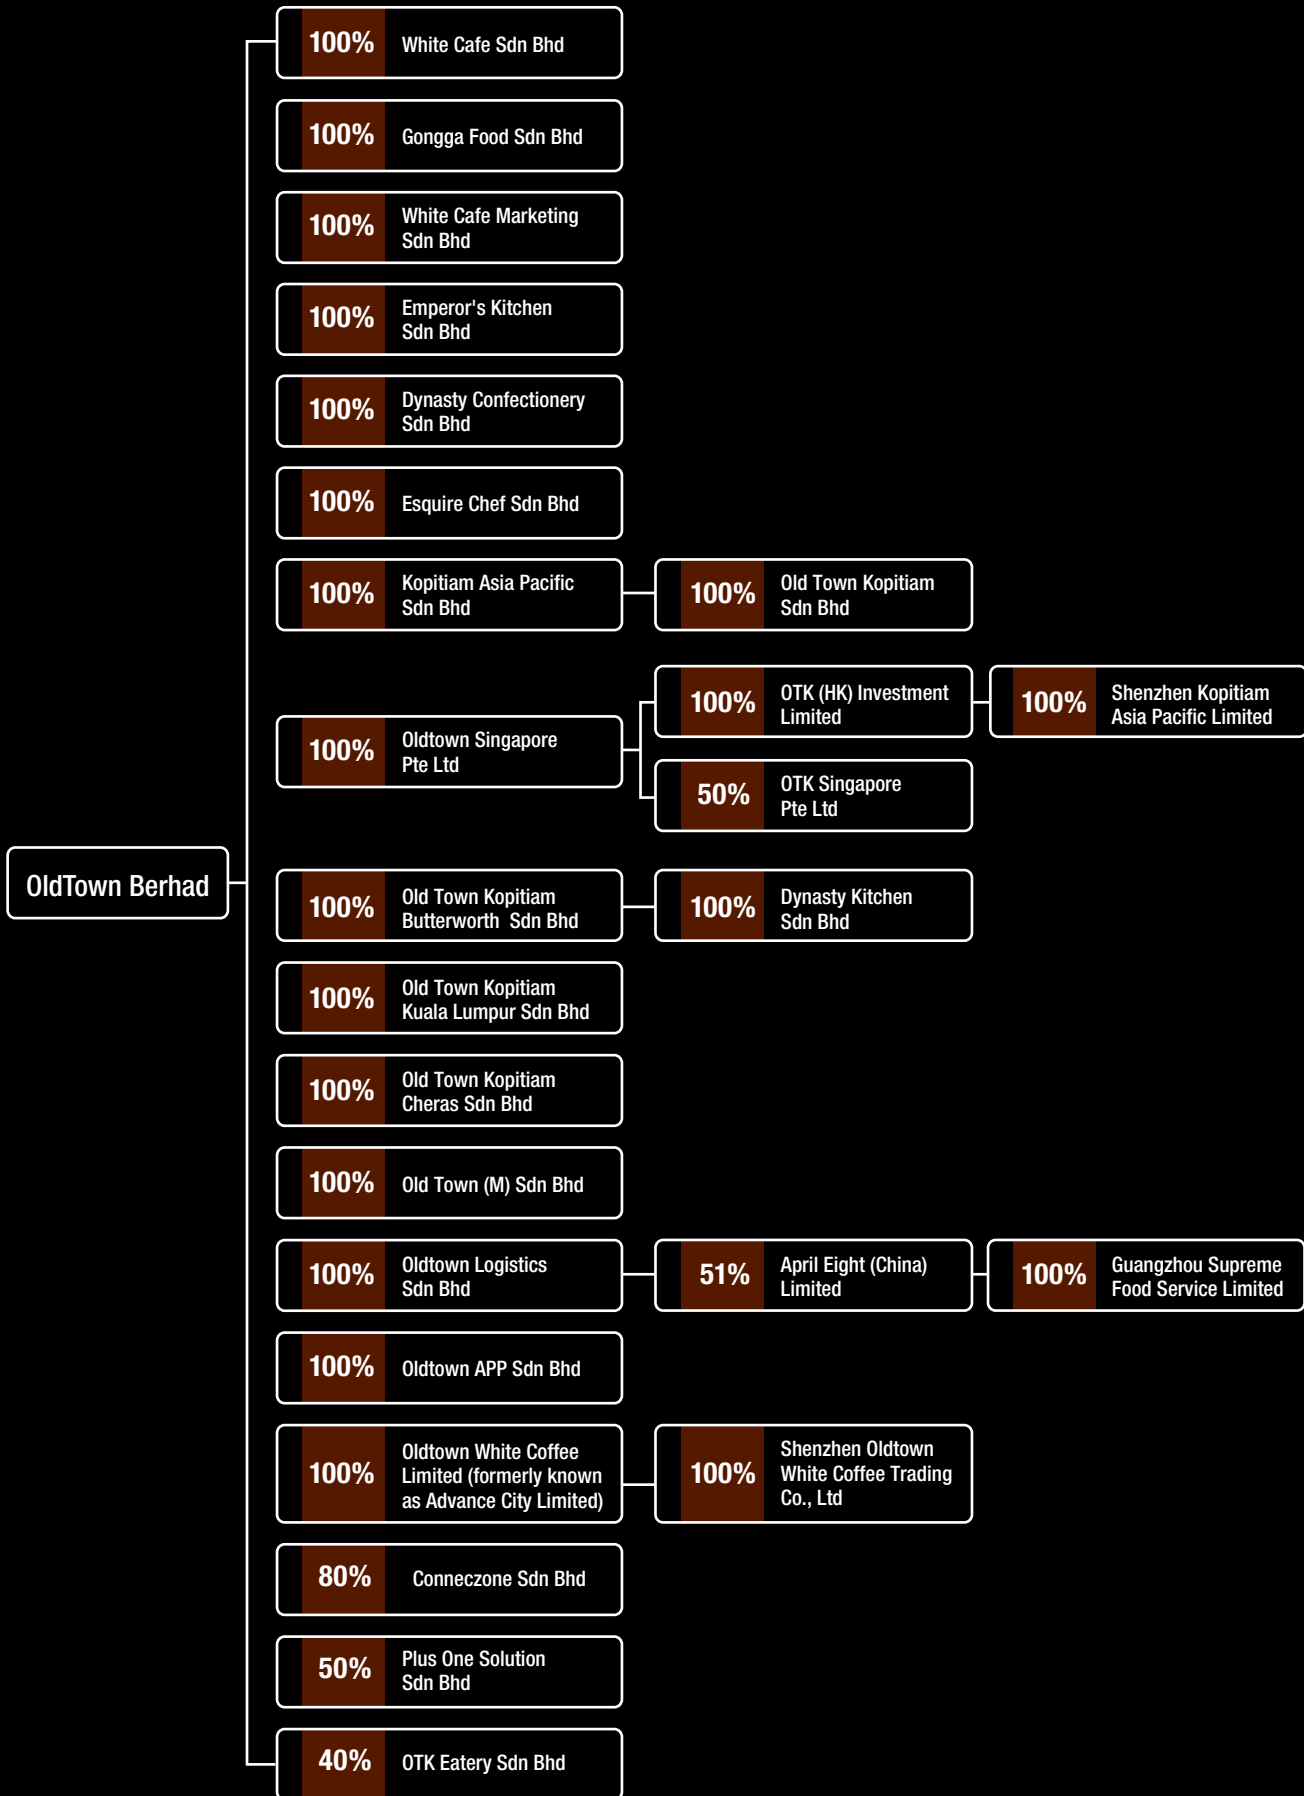 100%
White Cafe Sdn Bhd
100%
Gongga Food Sdn Bhd
100%
White Cafe Marketing
Sdn Bhd
100%
Emperor's Kitchen
Sdn Bhd
100%
Dynasty Confectionery
Sdn Bhd
100%
Esquire Chef Sdn Bhd
100%
Kopitiam Asia Pacific
Sdn Bhd
100%
Old Town Kopitiam
Sdn Bhd
100%
Oldtown Singapore
Pte Ltd
100%
OTK (HK) Investment
Limited
100%
Shenzhen Kopitiam
Asia Pacific Limited
50%
OTK Singapore
Pte Ltd
OldTown Berhad
100%
Old Town Kopitiam
Butterworth Sdn Bhd
100%
Dynasty Kitchen
Sdn Bhd
100%
Old Town Kopitiam
Kuala Lumpur Sdn Bhd
100%
Old Town Kopitiam
Cheras Sdn Bhd
100%
Old Town (M) Sdn Bhd
100%
Oldtown Logistics
Sdn Bhd
51%
April Eight (China)
Limited
100%
Guangzhou Supreme
Food Service Limited
100%
Oldtown APP Sdn Bhd
100%
Oldtown White Coffee
Limited (formerly known
as Advance City Limited)
100%
Shenzhen Oldtown
White Coffee Trading
Co., Ltd
80%
Conneczone Sdn Bhd
50%
Plus One Solution
Sdn Bhd
40%
OTK Eatery Sdn Bhd